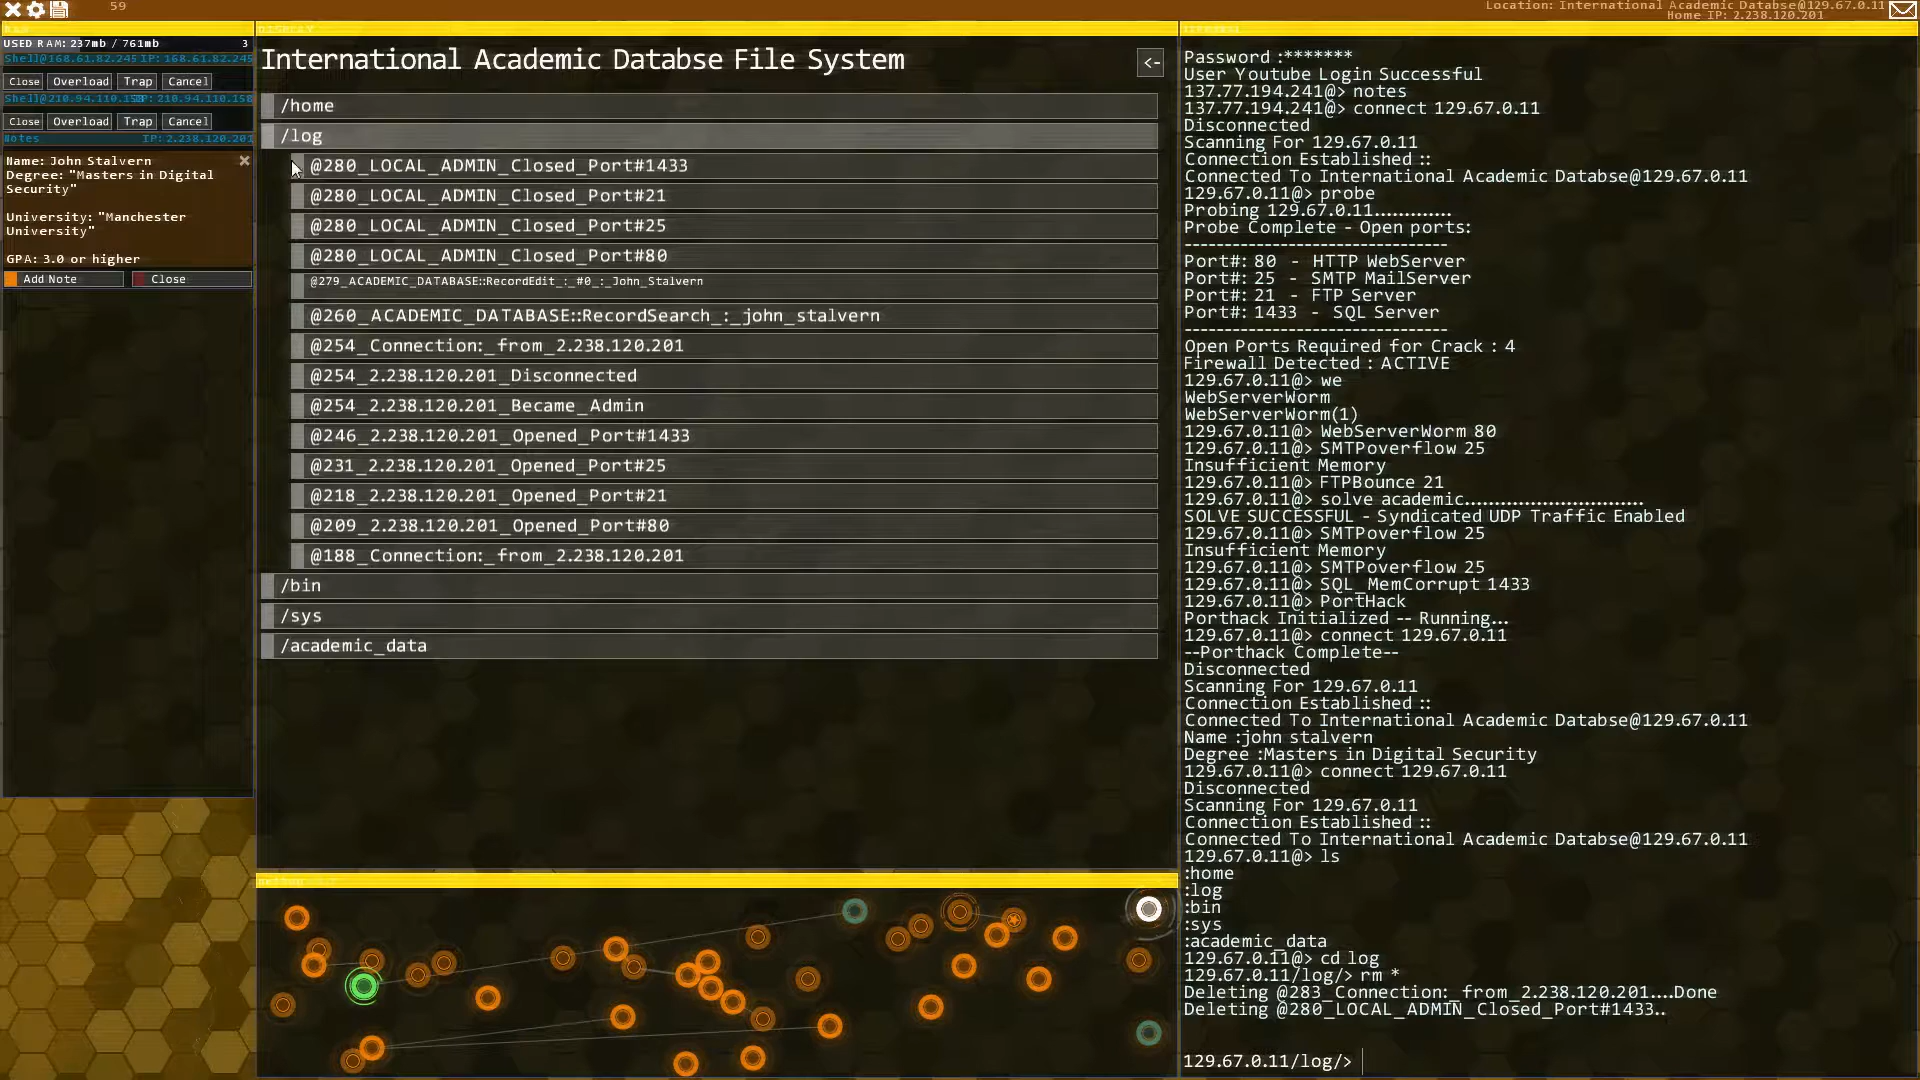 59
Location: International Academic Databse@129.67.0.11
Home IP: 2.238.120.201
USED RAM: 237mb / 761mb 3
Shell@168.61.82.245 IP: 168.61.82.245
Close Overload Trap Cancel
Close Overload Trap Cancel
Notes IP: 2.238.120.201
Name: John Stalvern
Degree: "Masters in Digital
Security"
University: "Manchester
University"
GPA: 3.0 or higher
Add Note Close
DISPLAY
International Academic Databse File System
<-
/home
/log
@280_LOCAL_ADMIN_Closed_Port#1433
@280_LOCAL_ADMIN_Closed_Port#21
@280_LOCAL_ADMIN_Closed_Port#25
@280_LOCAL_ADMIN_Closed_Port#80
@279_ACADEMIC_DATABASE::RecordEdit_:_#0_:_John_Stalvern
@260_ACADEMIC_DATABASE::RecordSearch_:_john_stalvern
@254_Connection:_from_2.238.120.201
@254_2.238.120.201_Disconnected
@254_2.238.120.201_Became_Admin
@246_2.238.120.201_Opened_Port#1433
@231_2.238.120.201_Opened_Port#25
@218_2.238.120.201_Opened_Port#21
@209_2.238.120.201_Opened_Port#80
@188_Connection:_from_2.238.120.201
/bin
/sys
/academic_data
Password :*******
User Youtube Login Successful
137.77.194.241@> notes
137.77.194.241@> connect 129.67.0.11
Disconnected
Scanning For 129.67.0.11
Connection Established ::
Connected To International Academic Databse@129.67.0.11
129.67.0.11@> probe
Probing 129.67.0.11.............
Probe Complete - Open ports:
---------------------------------
Port#: 80 - HTTP WebServer
Port#: 25 - SMTP MailServer
Port#: 21 - FTP Server
Port#: 1433 - SQL Server
---------------------------------
Open Ports Required for Crack : 4
Firewall Detected : ACTIVE
129.67.0.11@> we
WebServerWorm
WebServerWorm(1)
129.67.0.11@> WebServerWorm 80
129.67.0.11@> SMTPoverflow 25
Insufficient Memory
129.67.0.11@> FTPBounce 21
129.67.0.11@> solve academic..............................
SOLVE SUCCESSFUL - Syndicated UDP Traffic Enabled
129.67.0.11@> SMTPoverflow 25
Insufficient Memory
129.67.0.11@> SMTPoverflow 25
129.67.0.11@> SQL_MemCorrupt 1433
129.67.0.11@> PortHack
Porthack Initialized -- Running...
129.67.0.11@> connect 129.67.0.11
--Porthack Complete--
Disconnected
Scanning For 129.67.0.11
Connection Established ::
Connected To International Academic Databse@129.67.0.11
Name :john stalvern
Degree :Masters in Digital Security
129.67.0.11@> connect 129.67.0.11
Disconnected
Scanning For 129.67.0.11
Connection Established ::
Connected To International Academic Databse@129.67.0.11
129.67.0.11@> ls
:home
:log
:bin
:sys
:academic_data
129.67.0.11@> cd log
129.67.0.11/log/> rm *
Deleting @283_Connection:_from_2.238.120.201....Done
Deleting @280_LOCAL_ADMIN_Closed_Port#1433..
129.67.0.11/log/>